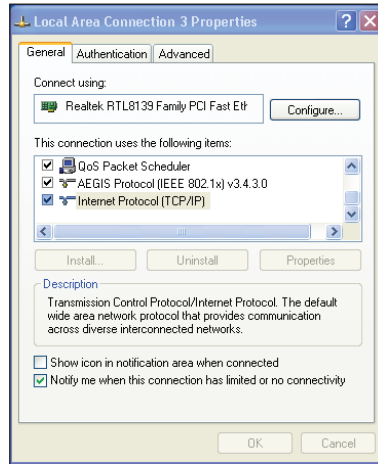 Local Area Connection 3 Properties
General Authentication Advanced
Connect using:
Realtek RTL8139 Family PCI Fast Eth
Configure...
This connection uses the following items:
QoS Packet Scheduler
AEGIS Protocol (IEEE 802.1x) v3.4.3.0
Internet Protocol (TCP/IP)
Install... Uninstall Properties
Description
Transmission Control Protocol/Internet Protocol. The default
wide area network protocol that provides communication
across diverse interconnected networks.
Show icon in notification area when connected
Notify me when this connection has limited or no connectivity
OK Cancel